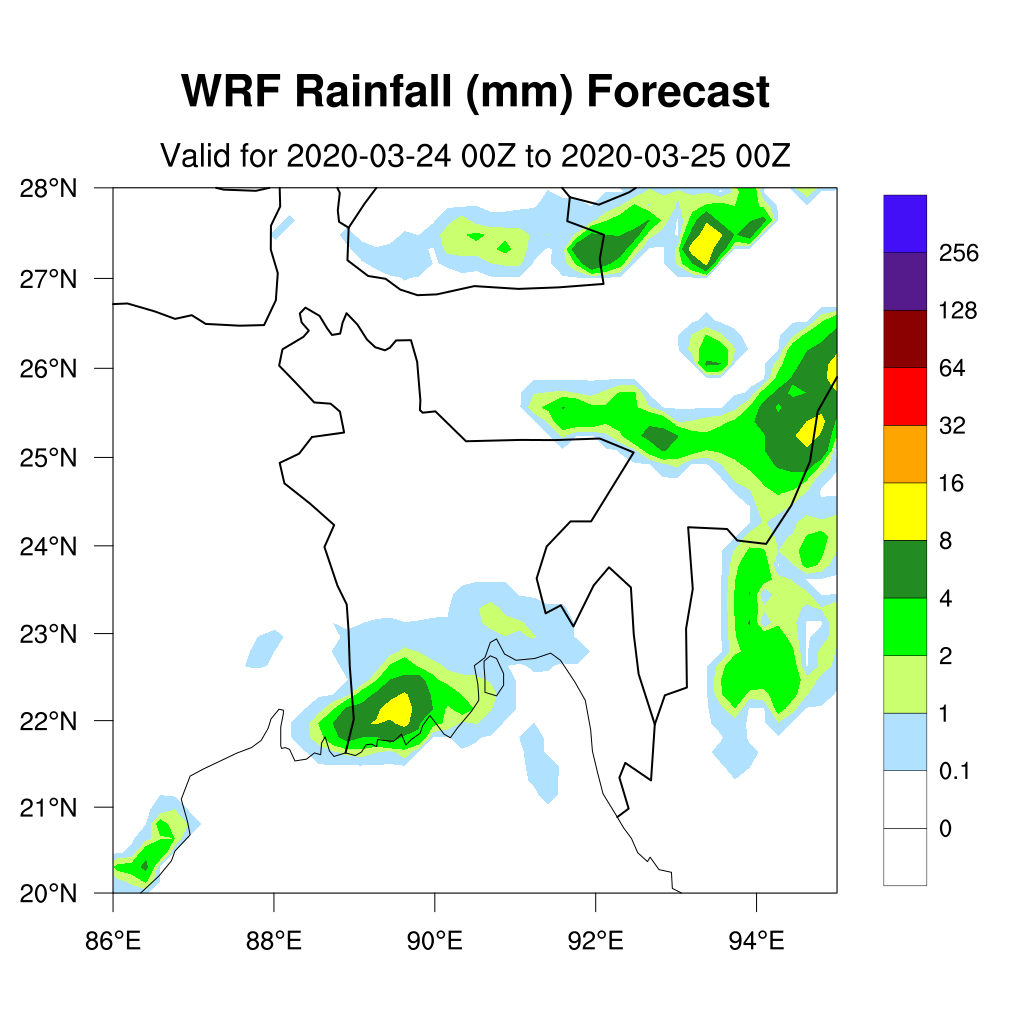 WRF Rainfall (mm) Forecast
Valid for 2020-03-24 00Z to 2020-03-25 00Z
28°N
27°N
26°N
25°N
24°N
23°N
22°N
21°N
20°N
86°E 88°E 90°E 92°E 94°E
256
128
64
32
16
8
4
2
1
0.1
0